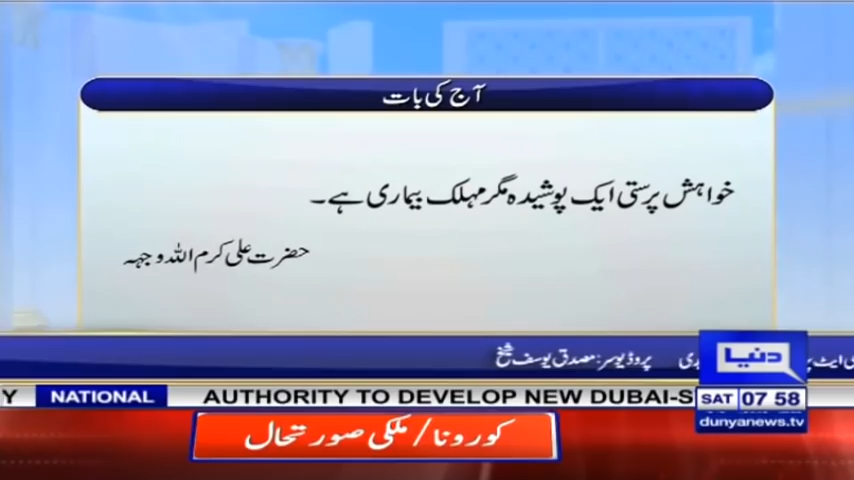 آج کی بات
خواہش پرستی ایک پوشیدہ مگر مہلک بیماری ہے۔
حضرت علی کرم اللہ وجہہ
پروڈیوسر: مصدق یوسف شیخ
دنیا
NATIONAL AUTHORITY TO DEVELOP NEW DUBAI-S
SAT 07 58
dunyanews.tv
کورونا/ملکی صورتحال